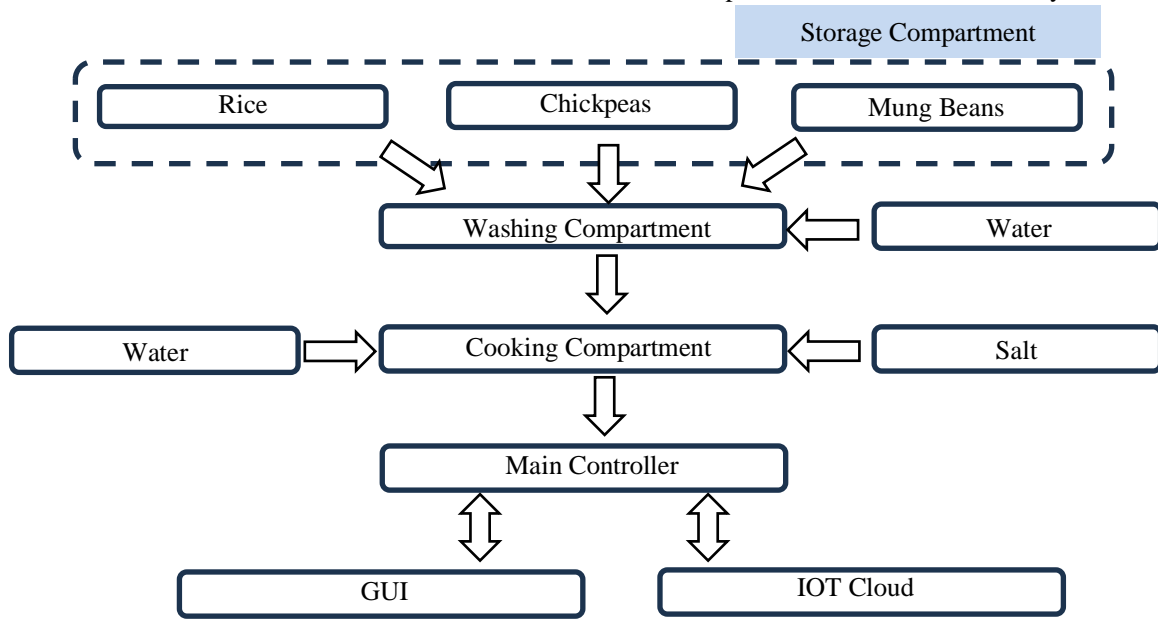 Storage Compartment
Rice
Chickpeas
Mung Beans
Washing Compartment
Water
Water
Cooking Compartment
Salt
Main Controller
GUI
IOT Cloud